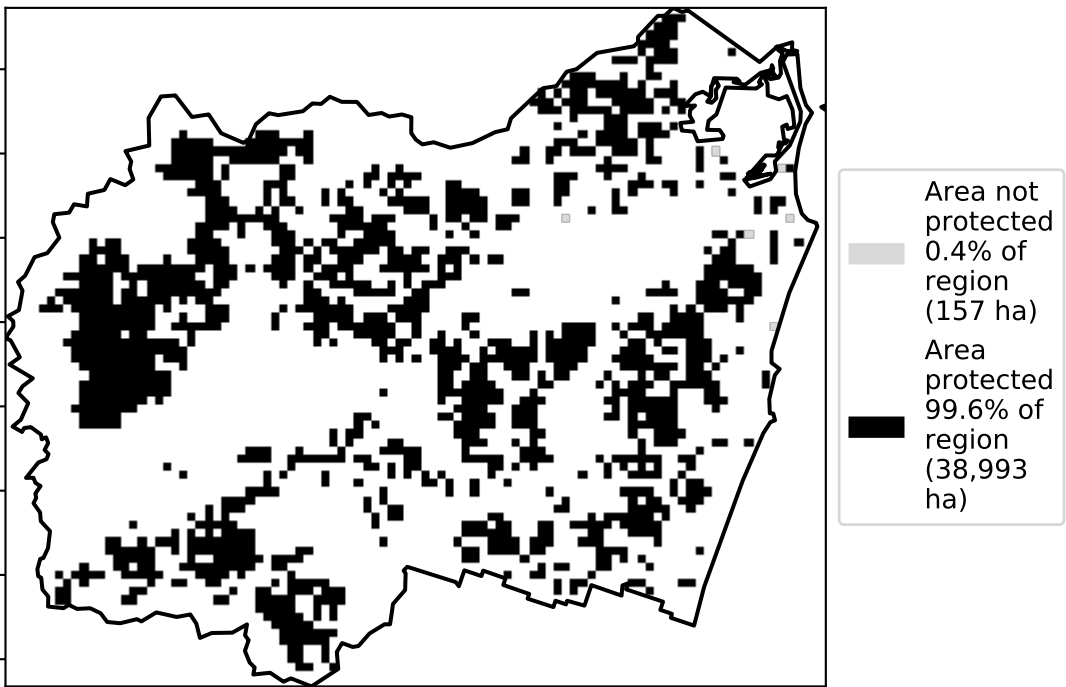 Area not
protected
0.4% of
region
(157 ha)
Area
protected
99.6% of
region
(38,993
ha)